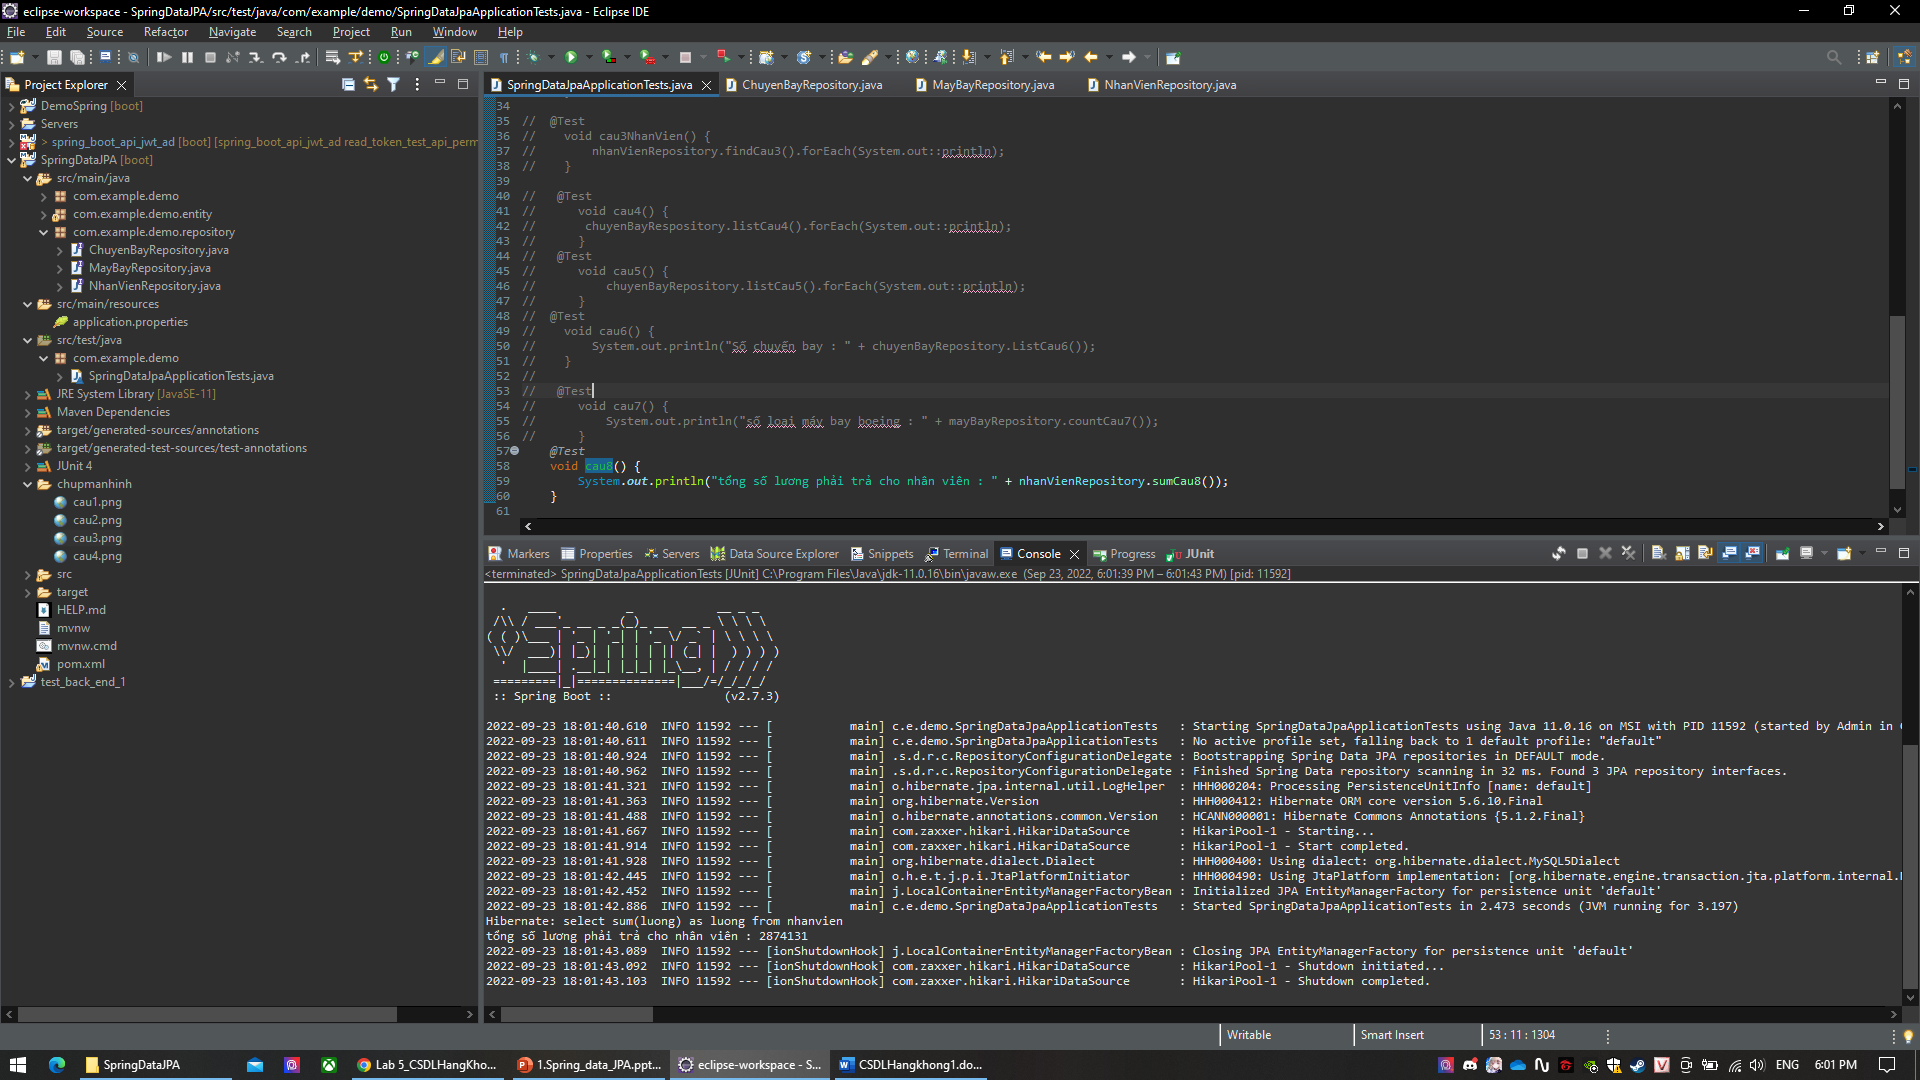 eclipse-workspace - SpringDataJPA/src/test/java/com/example/demo/SpringDataJpaApplicationTests.java - Eclipse IDE
File Edit Source Refactor Navigate Search Project Run Window Help
Project Explorer
DemoSpring [boot]
Servers
> spring_boot_api_jwt_ad [boot] [spring_boot_api_jwt_ad read_token_test_api_perm
SpringDataJPA [boot]
src/main/java
com.example.demo
com.example.demo.entity
com.example.demo.repository
ChuyenBayRepository.java
MayBayRepository.java
NhanVienRepository.java
src/main/resources
application.properties
src/test/java
com.example.demo
SpringDataJpaApplicationTests.java
JRE System Library [JavaSE-11]
Maven Dependencies
target/generated-sources/annotations
target/generated-test-sources/test-annotations
JUnit 4
chupmanhinh
cau1.png
cau2.png
cau3.png
cau4.png
src
target
HELP.md
mvnw
mvnw.cmd
pom.xml
test_back_end_1
SpringDataJpaApplicationTests.java ChuyenBayRepository.java MayBayRepository.java NhanVienRepository.java
34
35 // @Test
36 // void cau3NhanVien() {
37 // nhanVienRepository.findCau3().forEach(System.out::println);
38 // }
39
40 // @Test
41 // void cau4() {
42 // chuyenBayRespository.listCau4().forEach(System.out::println);
43 // }
44 // @Test
45 // void cau5() {
46 // chuyenBayRepository.listCau5().forEach(System.out::println);
47 // }
48 // @Test
49 // void cau6() {
50 // System.out.println("Số chuyến bay : " + chuyenBayRepository.ListCau6());
51 // }
52 //
53 // @Test
54 // void cau7() {
55 // System.out.println("số loại máy bay boeing : " + mayBayRepository.countCau7());
56 // }
57 @Test
58 void cau8() {
59 System.out.println("tổng số lương phải trả cho nhân viên : " + nhanVienRepository.sumCau8());
60 }
61
Markers Properties Servers Data Source Explorer Snippets Terminal Console Progress JUnit
<terminated> SpringDataJpaApplicationTests [JUnit] C:\Program Files\Java\jdk-11.0.16\bin\javaw.exe (Sep 23, 2022, 6:01:39 PM – 6:01:43 PM) [pid: 11592]
Spring
:: Spring Boot :: (v2.7.3)
2022-09-23 18:01:40.610 INFO 11592 --- [ main] c.e.demo.SpringDataJpaApplicationTests : Starting SpringDataJpaApplicationTests using Java 11.0.16 on MSI with PID 11592 (started by Admin in
2022-09-23 18:01:40.611 INFO 11592 --- [ main] c.e.demo.SpringDataJpaApplicationTests : No active profile set, falling back to 1 default profile: "default"
2022-09-23 18:01:40.924 INFO 11592 --- [ main] .s.d.r.c.RepositoryConfigurationDelegate : Bootstrapping Spring Data JPA repositories in DEFAULT mode.
2022-09-23 18:01:40.962 INFO 11592 --- [ main] .s.d.r.c.RepositoryConfigurationDelegate : Finished Spring Data repository scanning in 32 ms. Found 3 JPA repository interfaces.
2022-09-23 18:01:41.321 INFO 11592 --- [ main] o.hibernate.jpa.internal.util.LogHelper : HHH000204: Processing PersistenceUnitInfo [name: default]
2022-09-23 18:01:41.363 INFO 11592 --- [ main] org.hibernate.Version : HHH000412: Hibernate ORM core version 5.6.10.Final
2022-09-23 18:01:41.488 INFO 11592 --- [ main] o.hibernate.annotations.common.Version : HCANN000001: Hibernate Commons Annotations {5.1.2.Final}
2022-09-23 18:01:41.667 INFO 11592 --- [ main] com.zaxxer.hikari.HikariDataSource : HikariPool-1 - Starting...
2022-09-23 18:01:41.914 INFO 11592 --- [ main] com.zaxxer.hikari.HikariDataSource : HikariPool-1 - Start completed.
2022-09-23 18:01:41.928 INFO 11592 --- [ main] org.hibernate.dialect.Dialect : HHH000400: Using dialect: org.hibernate.dialect.MySQL5Dialect
2022-09-23 18:01:42.445 INFO 11592 --- [ main] o.h.e.t.j.p.i.JtaPlatformInitiator : HHH000490: Using JtaPlatform implementation: [org.hibernate.engine.transaction.jta.platform.internal.
2022-09-23 18:01:42.452 INFO 11592 --- [ main] j.LocalContainerEntityManagerFactoryBean : Initialized JPA EntityManagerFactory for persistence unit 'default'
2022-09-23 18:01:42.886 INFO 11592 --- [ main] c.e.demo.SpringDataJpaApplicationTests : Started SpringDataJpaApplicationTests in 2.473 seconds (JVM running for 3.197)
Hibernate: select sum(luong) as luong from nhanvien
tổng số lương phải trả cho nhân viên : 2874131
2022-09-23 18:01:43.089 INFO 11592 --- [ionShutdownHook] j.LocalContainerEntityManagerFactoryBean : Closing JPA EntityManagerFactory for persistence unit 'default'
2022-09-23 18:01:43.092 INFO 11592 --- [ionShutdownHook] com.zaxxer.hikari.HikariDataSource : HikariPool-1 - Shutdown initiated...
2022-09-23 18:01:43.103 INFO 11592 --- [ionShutdownHook] com.zaxxer.hikari.HikariDataSource : HikariPool-1 - Shutdown completed.
Writable Smart Insert 53 : 11 : 1304
SpringDataJPA Lab 5_CSDLHangKho... 1.Spring_data_JPA.ppt... eclipse-workspace - S... CSDLHangkhong1.do... ENG 6:01 PM